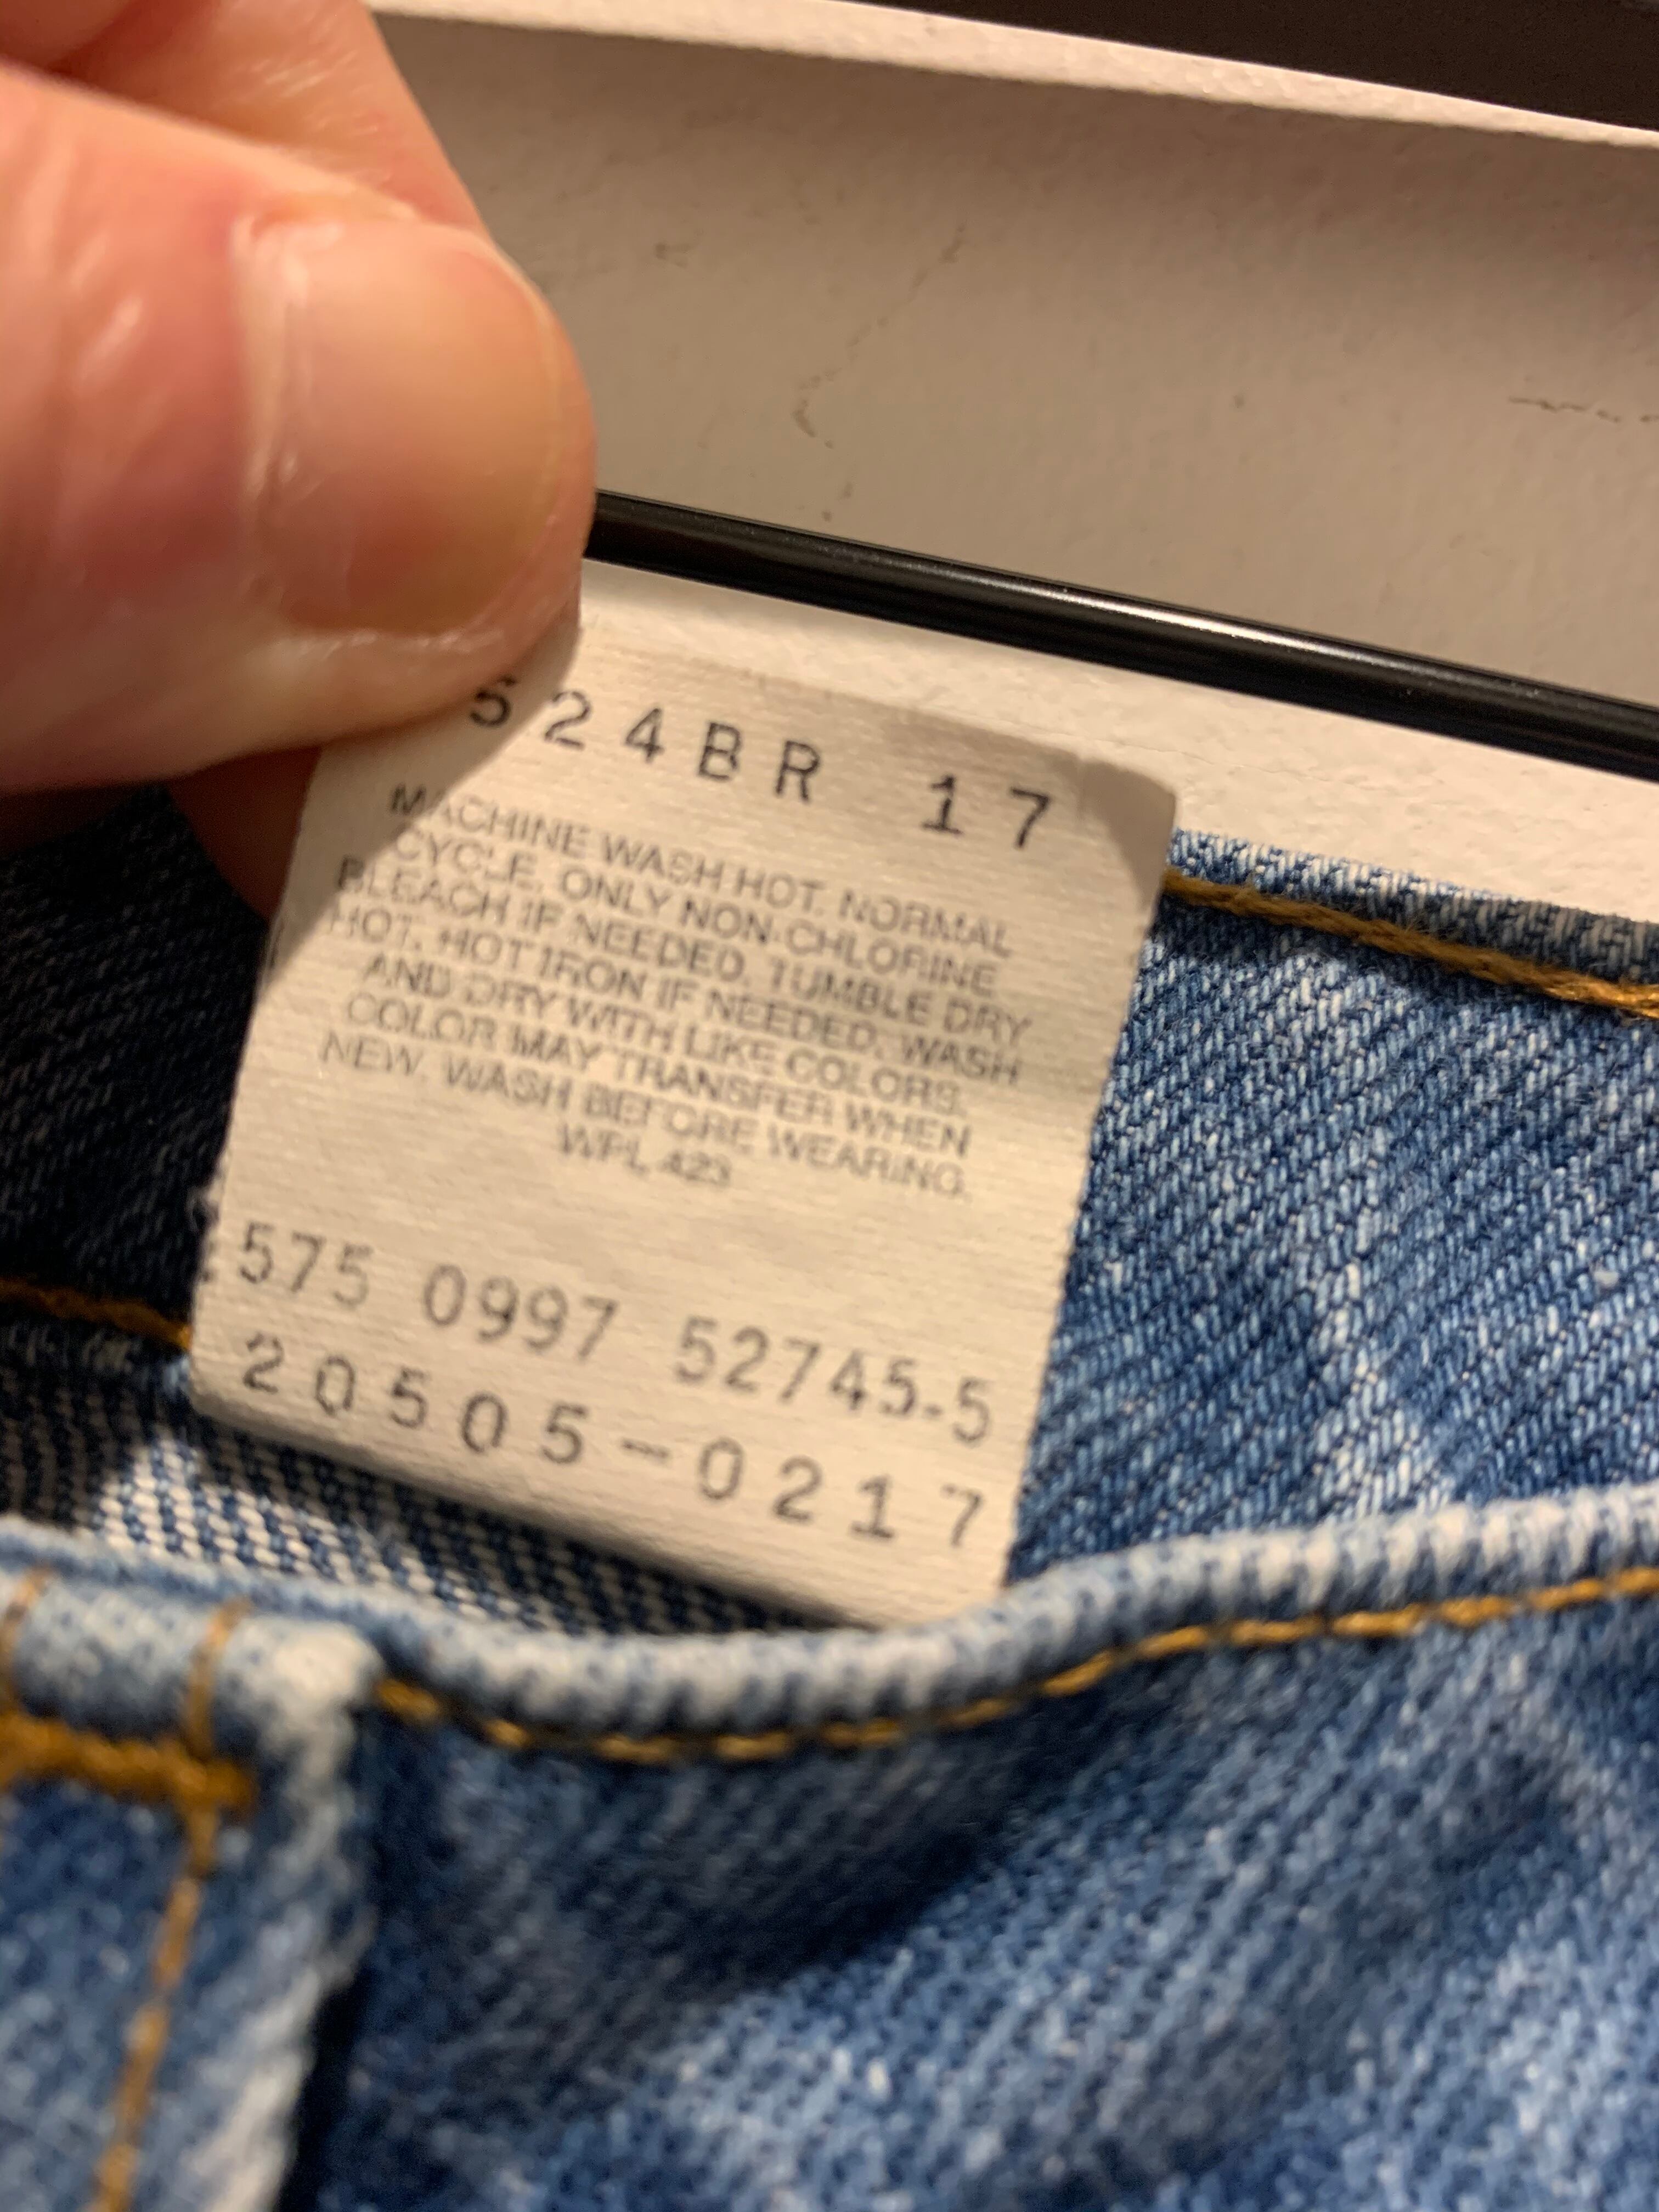 524BR 17
MACHINE WASH HOT. NORMAL
CYCLE. ONLY NON-CHLORINE
BLEACH IF NEEDED. TUMBLE DRY
HOT. HOT IRON IF NEEDED. WASH
AND DRY WITH LIKE COLORS.
COLOR MAY TRANSFER WHEN
NEW. WASH BEFORE WEARING.
WPL 423
575 0997 52745-5
20505-0217